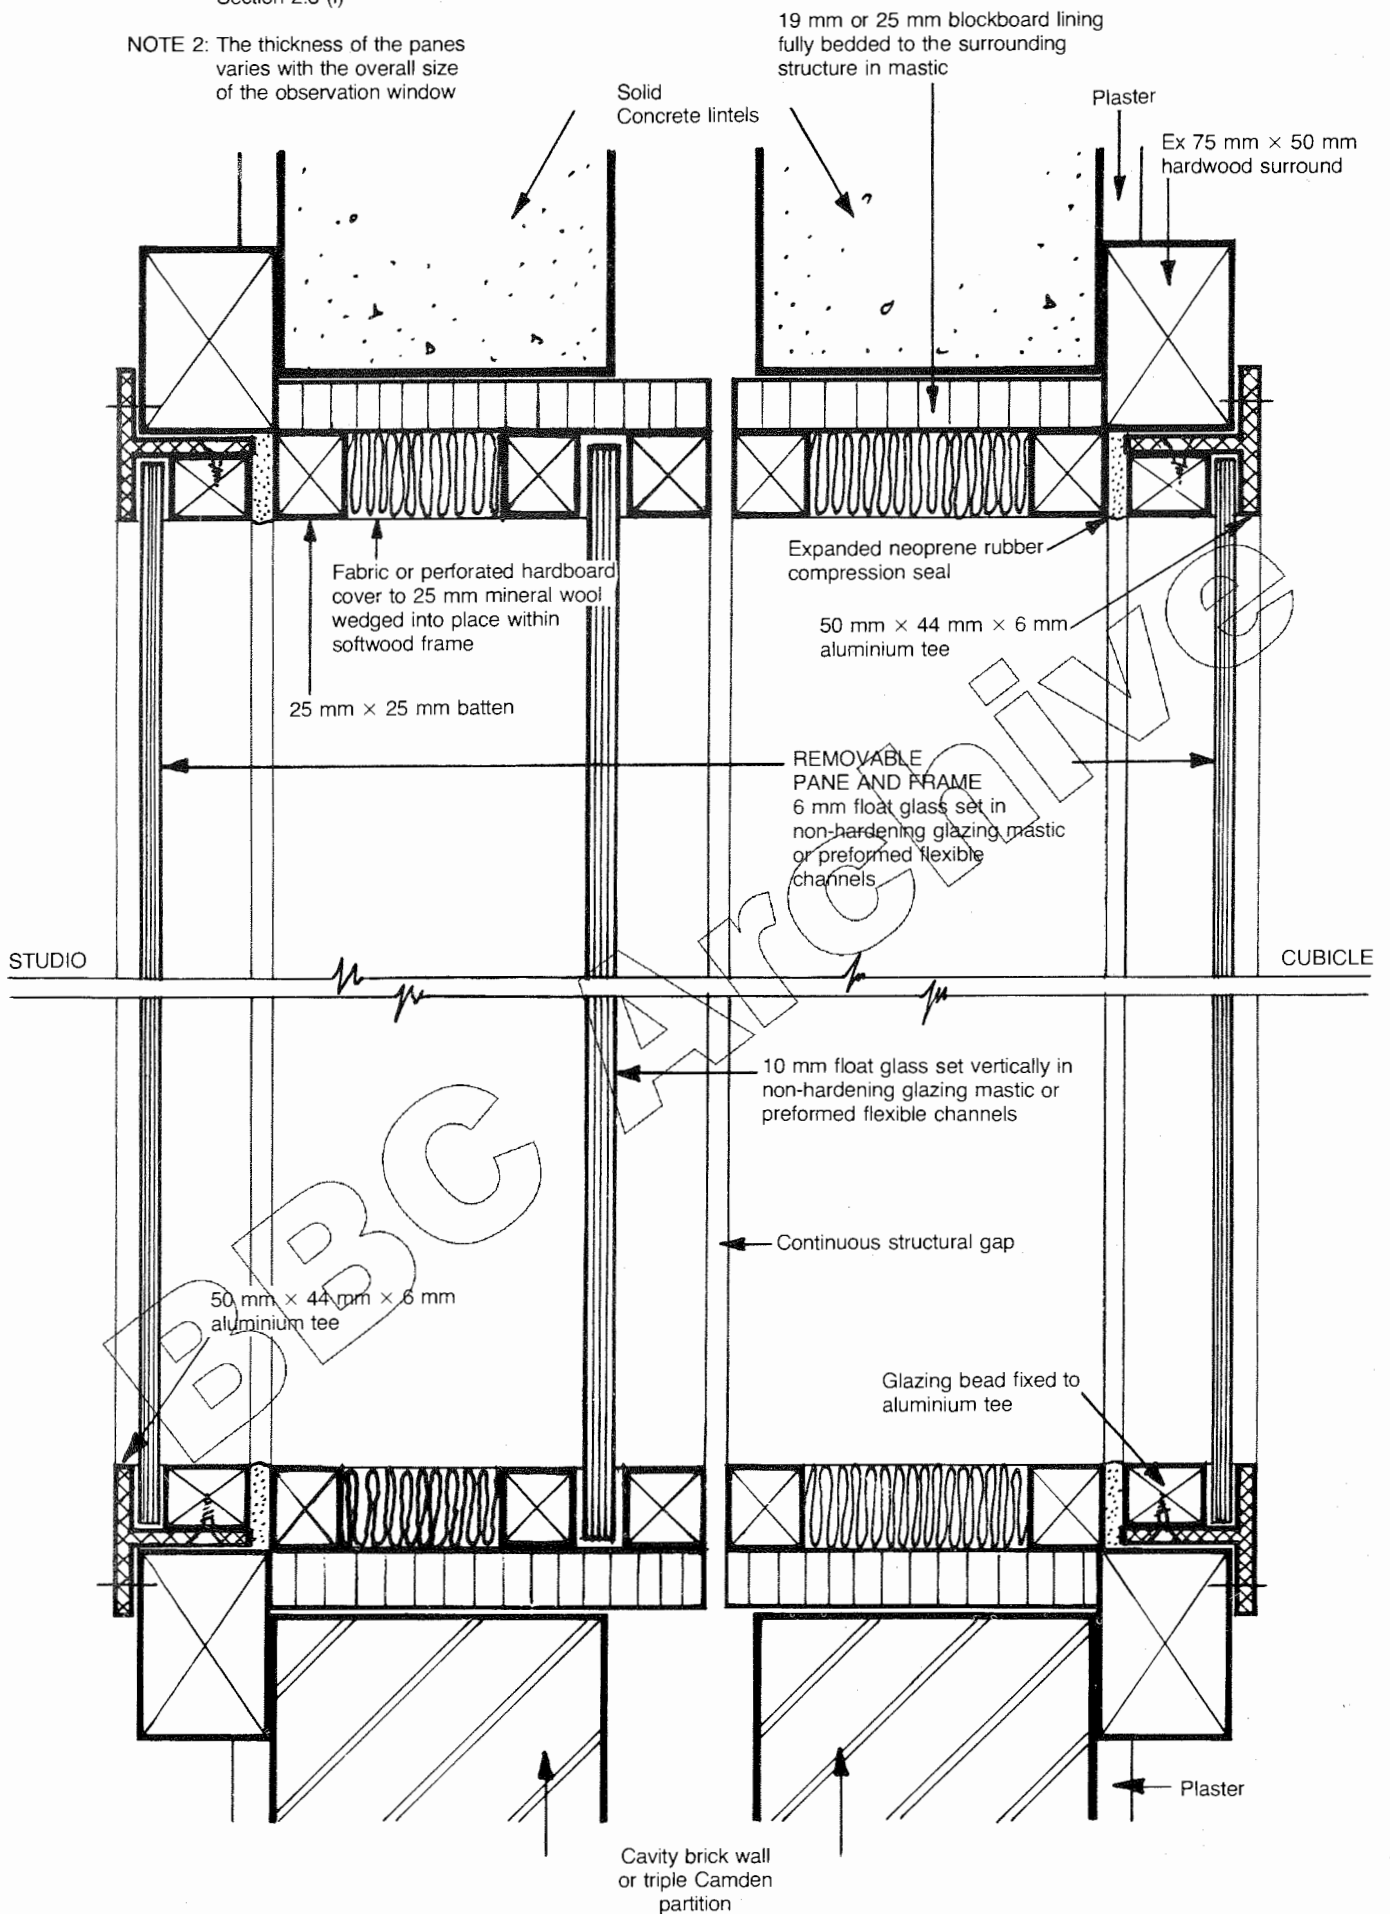 Section 2.3 (i)
NOTE 2: The thickness of the panes
varies with the overall size
of the observation window
19 mm or 25 mm blockboard lining
fully bedded to the surrounding
structure in mastic
Solid
Concrete lintels
Plaster
Ex 75 mm × 50 mm
hardwood surround
Expanded neoprene rubber
compression seal
Fabric or perforated hardboard
cover to 25 mm mineral wool
wedged into place within
softwood frame
50 mm × 44 mm × 6 mm
aluminium tee
25 mm × 25 mm batten
REMOVABLE
PANE AND FRAME
6 mm float glass set in
non-hardening glazing mastic
or preformed flexible
channels
STUDIO
CUBICLE
10 mm float glass set vertically in
non-hardening glazing mastic or
preformed flexible channels
Continuous structural gap
50 mm × 44 mm × 6 mm
aluminium tee
Glazing bead fixed to
aluminium tee
Plaster
Cavity brick wall
or triple Camden
partition
BBC Archive